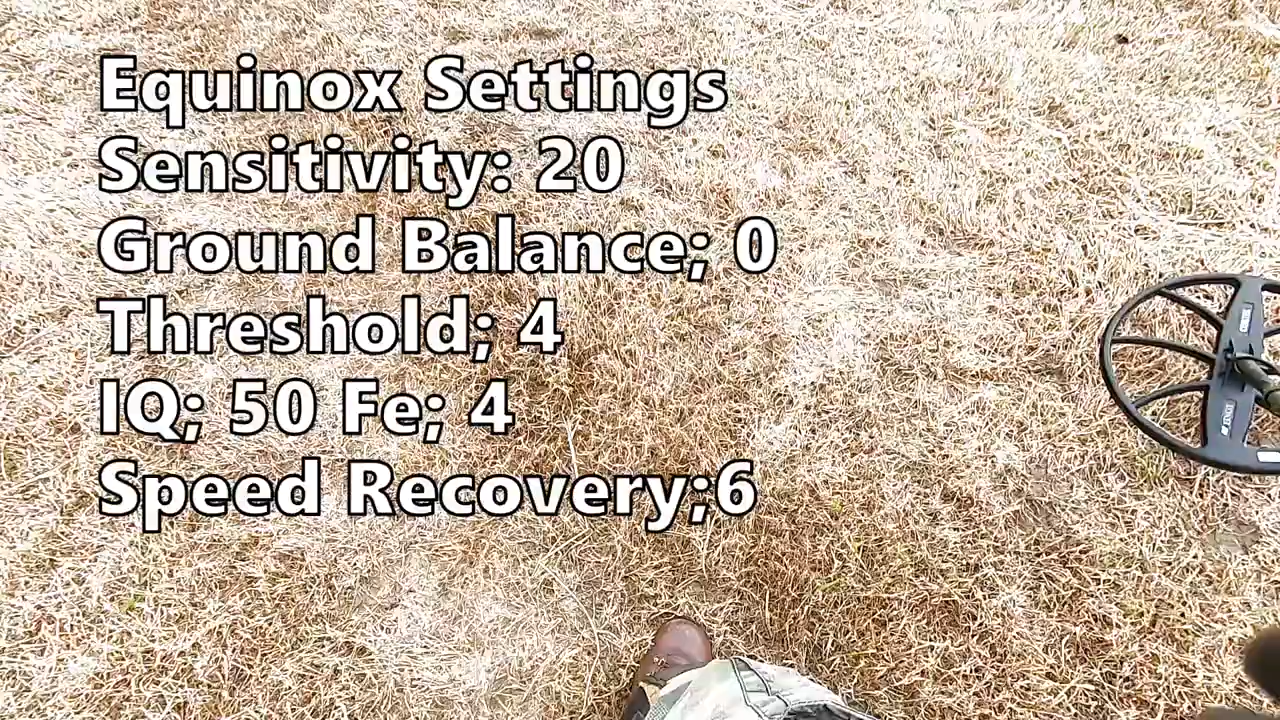 Equinox Settings
Sensitivity: 20
Ground Balance; 0
Threshold; 4
IQ; 50 Fe; 4
Speed Recovery;6